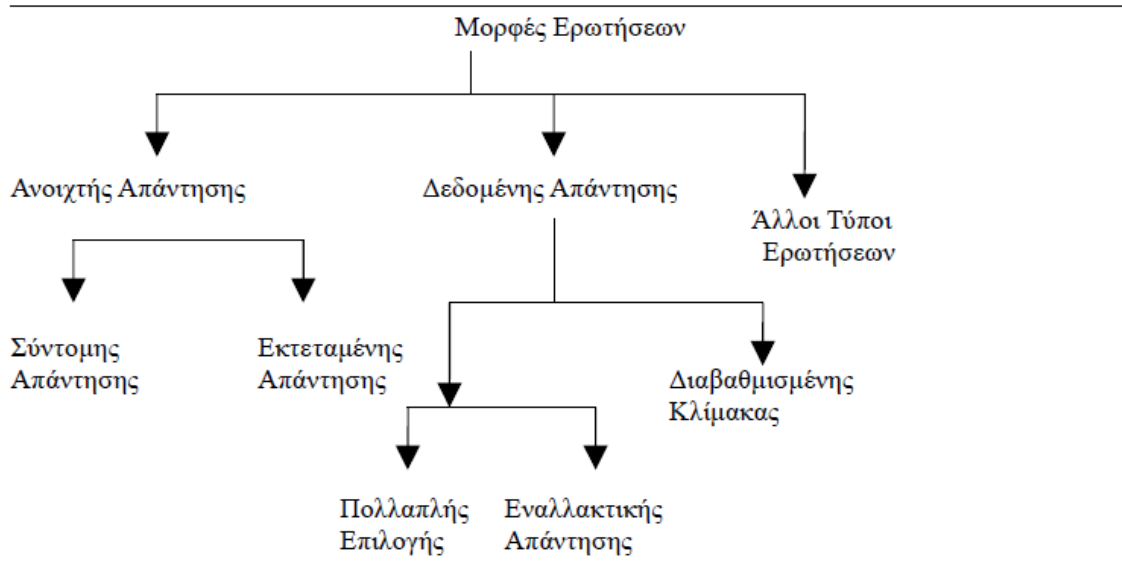 Μορφές Ερωτήσεων
Ανοιχτής Απάντησης
Δεδομένης Απάντησης
Άλλοι Τύποι
Ερωτήσεων
Σύντομης
Απάντησης
Εκτεταμένης
Απάντησης
Διαβαθμισμένης
Κλίμακας
Πολλαπλής
Επιλογής
Εναλλακτικής
Απάντησης